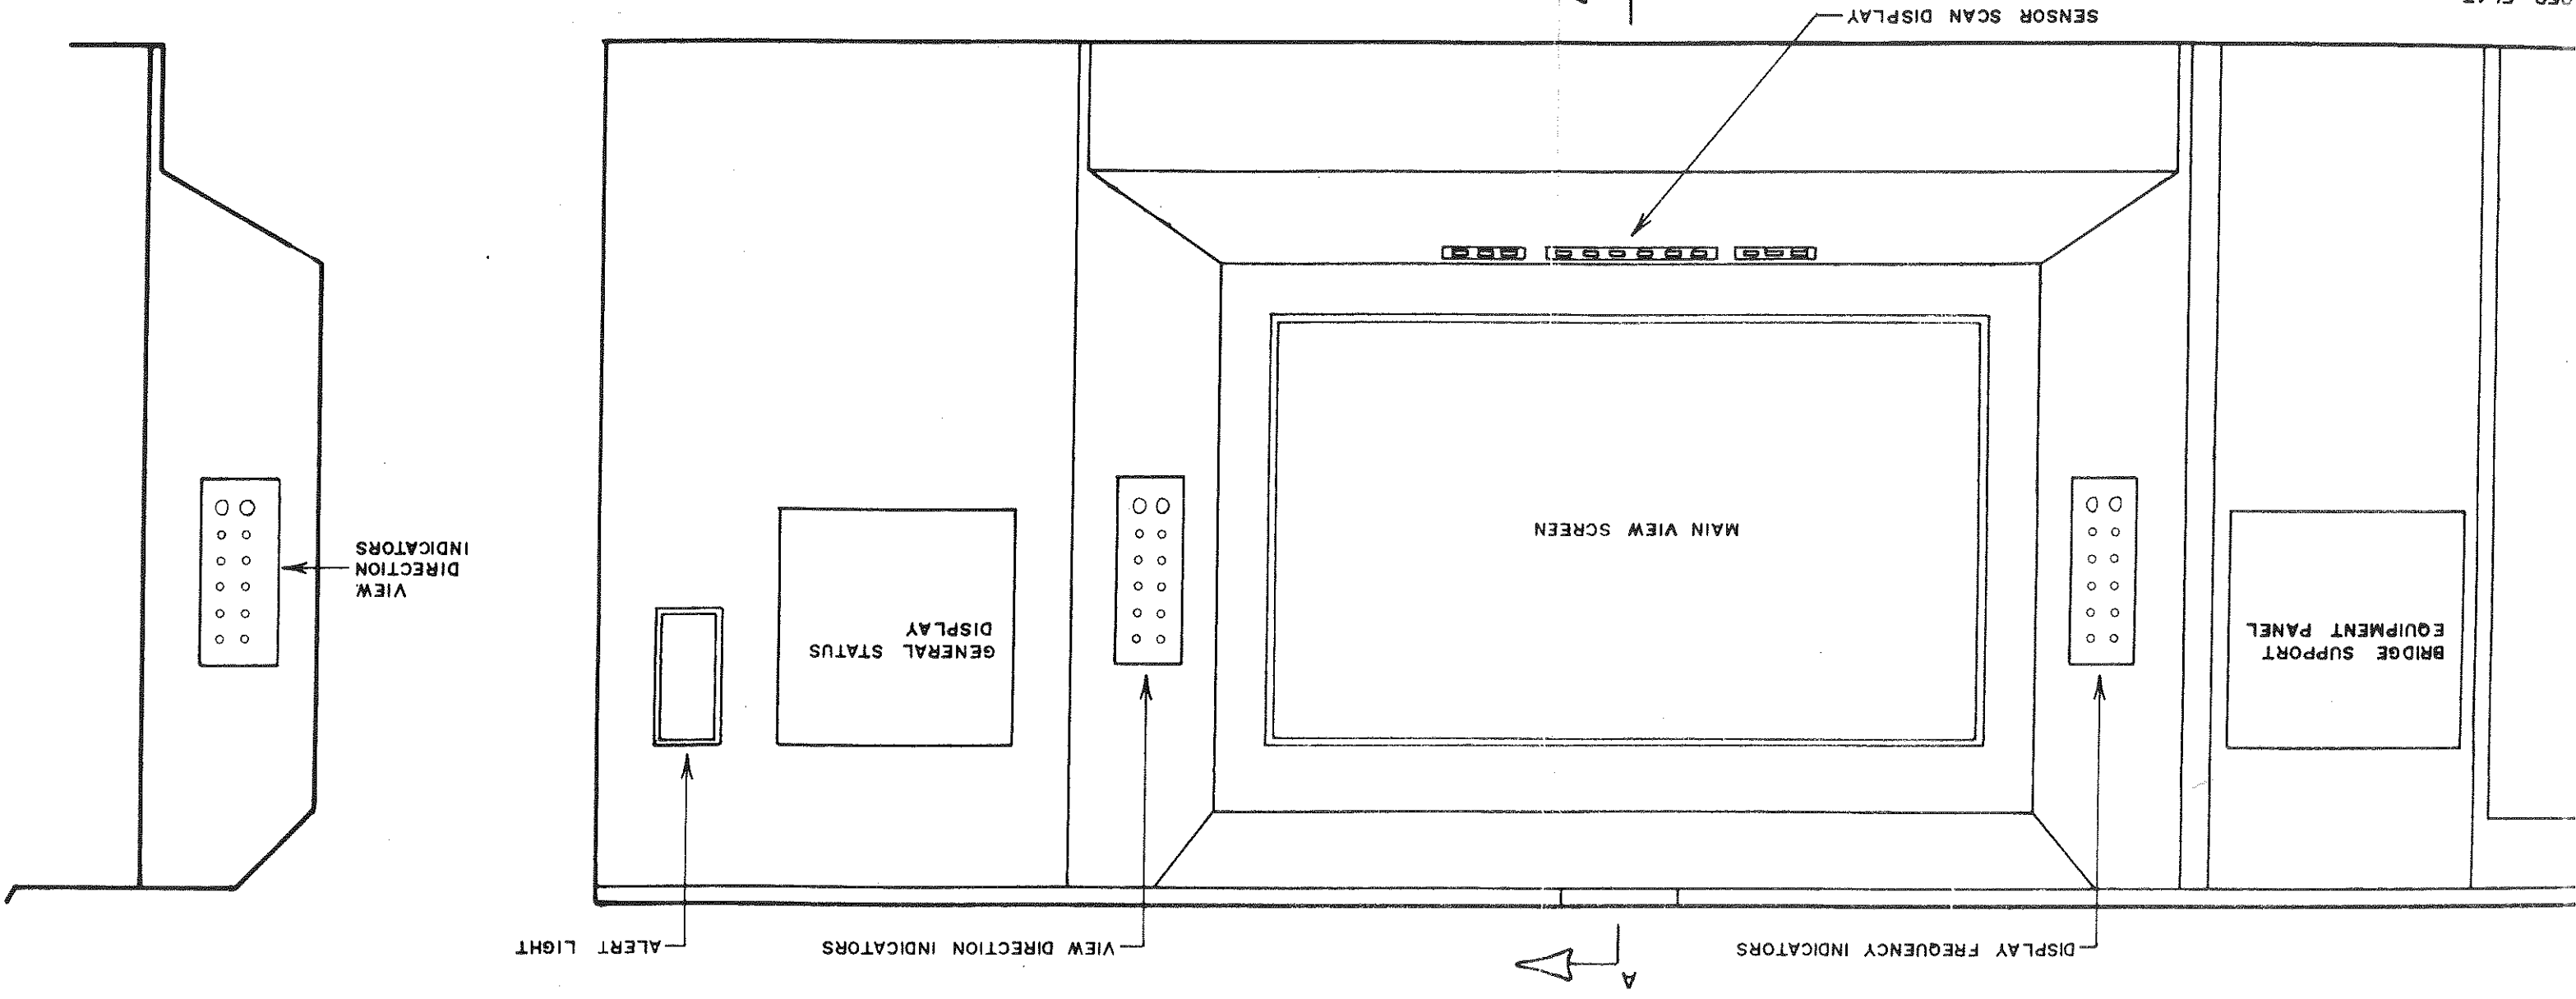 DISPLAY FREQUENCY INDICATORS
A
VIEW DIRECTION INDICATORS
ALERT LIGHT
BRIDGE SUPPORT
EQUIPMENT PANEL
GENERAL STATUS
DISPLAY
MAIN VIEW SCREEN
VIEW
DIRECTION
INDICATORS
SENSOR SCAN DISPLAY